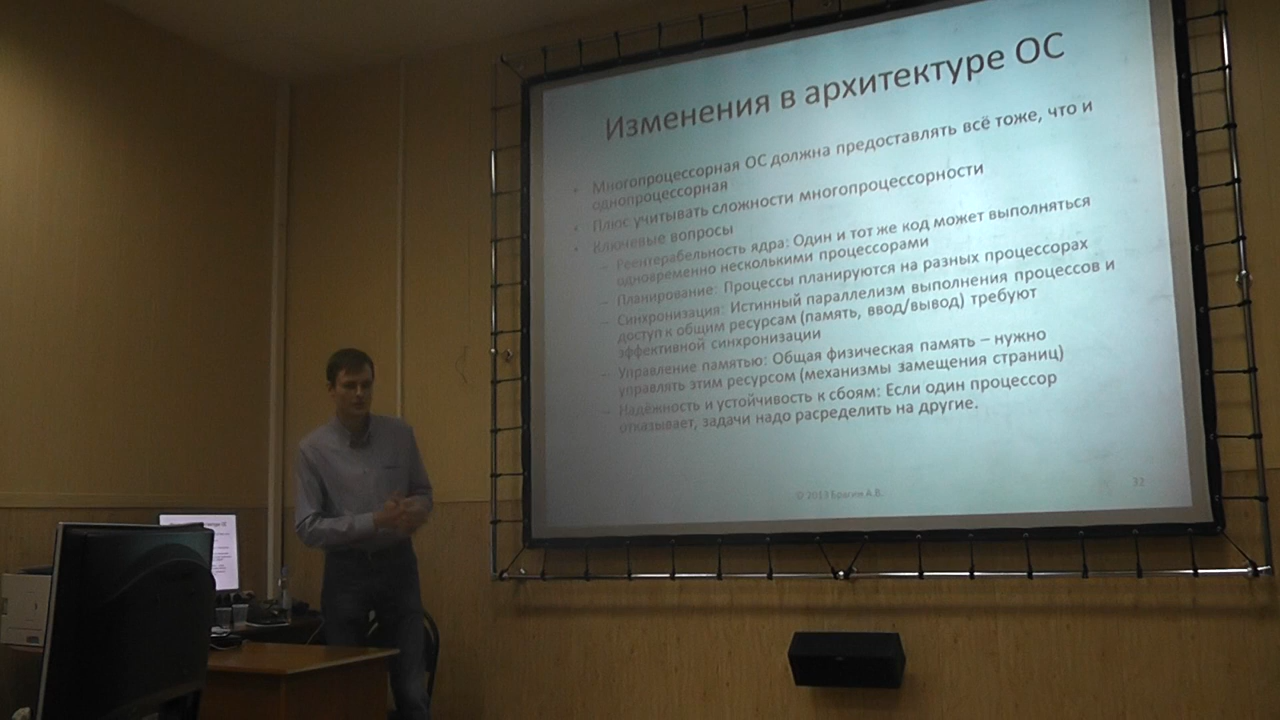 Изменения в архитектуре ОС
• Многопроцессорная ОС должна предоставлять всё тоже, что и
однопроцессорная
• Плюс учитывать сложности многопроцессорности
• Ключевые вопросы
– Реентерабельность ядра: Один и тот же код может выполняться
одновременно несколькими процессорами
– Планирование: Процессы планируются на разных процессорах
– Синхронизация: Истинный параллелизм выполнения процессов и
доступ к общим ресурсам (память, ввод/вывод) требуют
эффективной синхронизации
– Управление памятью: Общая физическая память – нужно
управлять этим ресурсом (механизмы замещения страниц)
– Надёжность и устойчивость к сбоям: Если один процессор
отказывает, задачи надо расределить на другие.
© 2013 Брагин А.В.
32